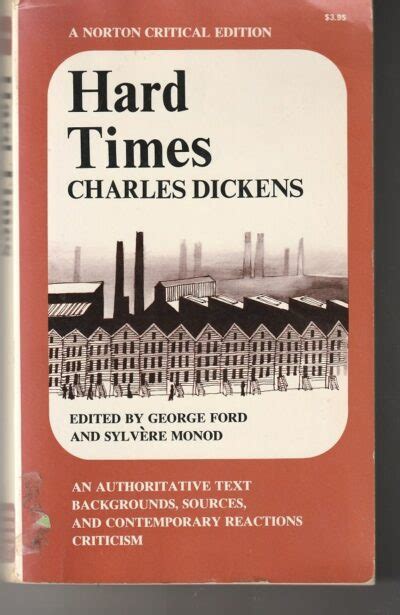 $3.95
A NORTON CRITICAL EDITION
Hard
Times
CHARLES DICKENS
EDITED BY GEORGE FORD
AND SYLVÈRE MONOD
AN AUTHORITATIVE TEXT
BACKGROUNDS, SOURCES,
AND CONTEMPORARY REACTIONS
CRITICISM